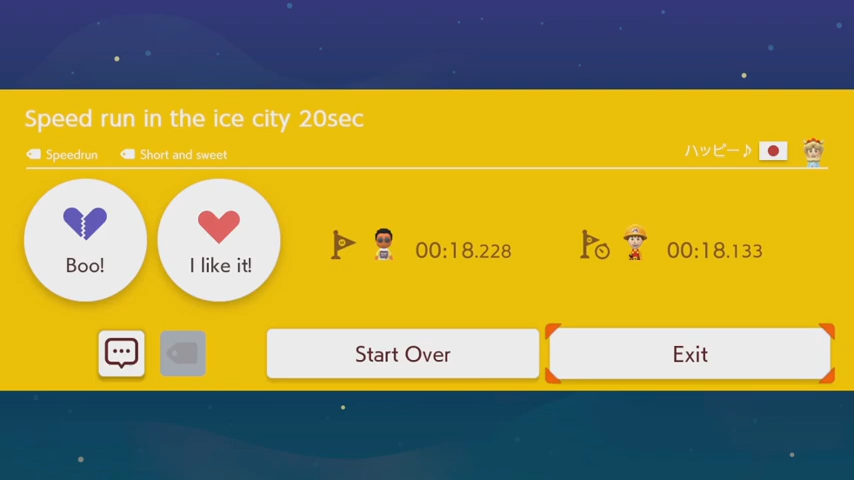 Speed run in the ice city 20sec
Speedrun Short and sweet ハッピー♪
Boo! I like it! 00:18.228 00:18.133
Start Over Exit